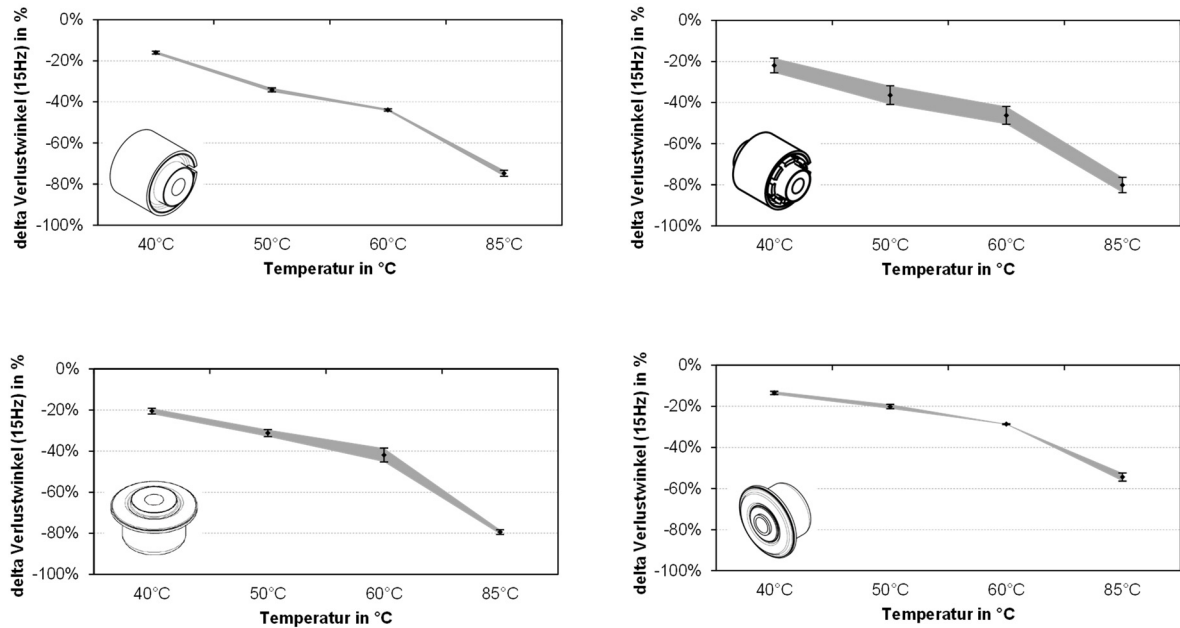 delta Verlustwinkel (15Hz) in %
0%
-20%
-40%
-60%
-80%
-100%
40°C 50°C 60°C 85°C
Temperatur in °C
delta Verlustwinkel (15Hz) in %
0%
-20%
-40%
-60%
-80%
-100%
40°C 50°C 60°C 85°C
Temperatur in °C
delta Verlustwinkel (15Hz) in %
0%
-20%
-40%
-60%
-80%
-100%
40°C 50°C 60°C 85°C
Temperatur in °C
delta Verlustwinkel (15Hz) in %
0%
-20%
-40%
-60%
-80%
-100%
40°C 50°C 60°C 85°C
Temperatur in °C